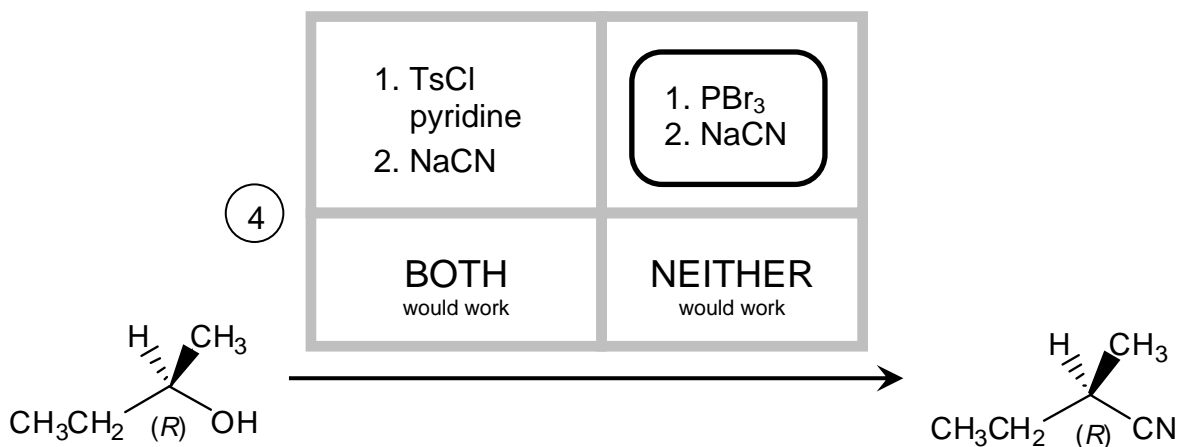 1. TsCl
pyridine
2. NaCN
1. PBr₃
2. NaCN
4
BOTH
would work
NEITHER
would work
H
CH₃
CH₃CH₂ (R) OH
H
CH₃
CH₃CH₂ (R) CN